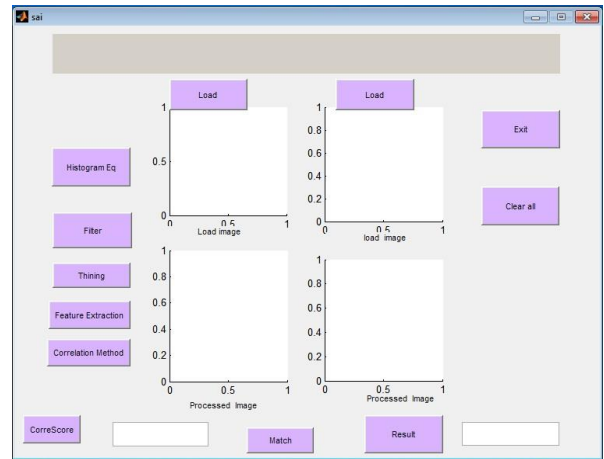 sai
Load
Load
1
0.5
0
0
0.5
1
Load image
1
0.8
0.6
0.4
0.2
0
0
0.5
1
load image
Exit
Clear all
Histogram Eq
Filter
Thining
Feature Extraction
Correlation Method
1
0.8
0.6
0.4
0.2
0
0
0.5
1
Processed Image
1
0.8
0.6
0.4
0.2
0
0
0.5
1
Processed Image
CorreScore
Match
Result